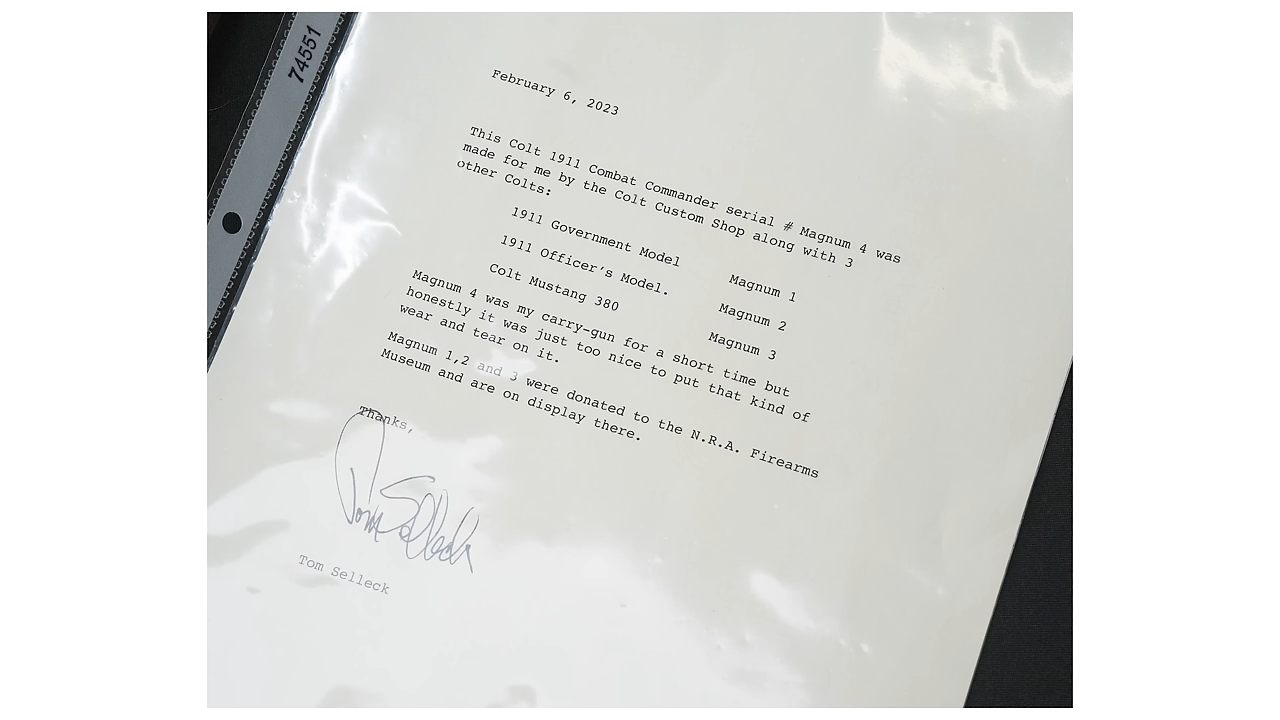 74551
February 6, 2023
This Colt 1911 Combat Commander serial # Magnum 4 was
made for me by the Colt Custom Shop along with 3
other Colts:
1911 Government Model Magnum 1
1911 Officer's Model. Magnum 2
Colt Mustang 380 Magnum 3
Magnum 4 was my carry-gun for a short time but
honestly it was just too nice to put that kind of
wear and tear on it.
Magnum 1,2 and 3 were donated to the N.R.A. Firearms
Museum and are on display there.
Thanks,
Tom Selleck
Tom Selleck